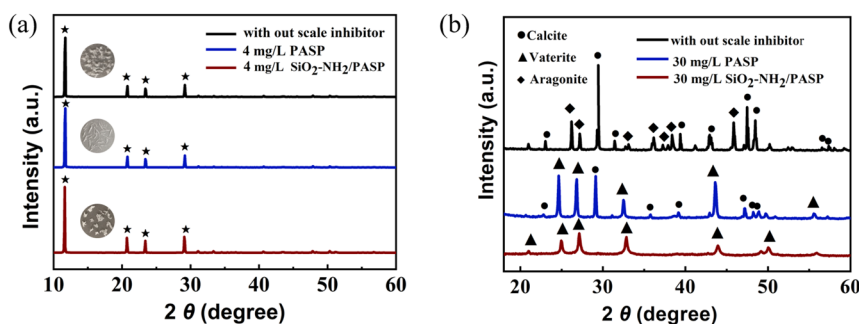 (a)
Intensity (a.u.)
with out scale inhibitor
4 mg/L PASP
4 mg/L SiO2-NH2/PASP
10 20 30 40 50 60
2 θ (degree)
(b)
Intensity (a.u.)
Calcite
Vaterite
Aragonite
with out scale inhibitor
30 mg/L PASP
30 mg/L SiO2-NH2/PASP
20 30 40 50 60
2 θ (degree)